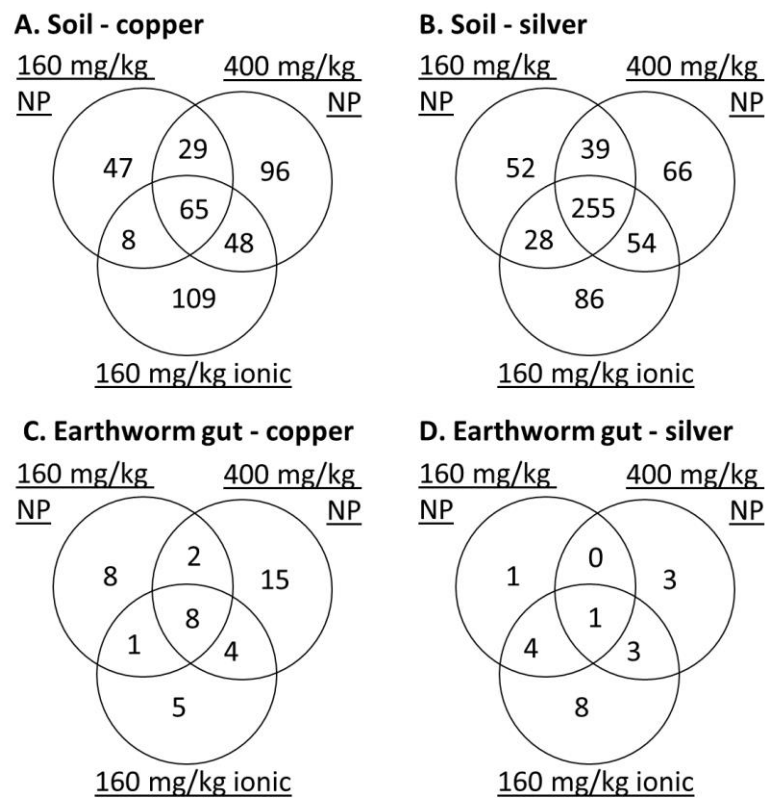 A. Soil - copper
160 mg/kg 400 mg/kg
NP NP
29
47 96
65
8 48
109
160 mg/kg ionic
B. Soil - silver
160 mg/kg 400 mg/kg
NP NP
39
52 66
255
28 54
86
160 mg/kg ionic
C. Earthworm gut - copper
160 mg/kg 400 mg/kg
NP NP
2
8 15
8
1 4
5
160 mg/kg ionic
D. Earthworm gut - silver
160 mg/kg 400 mg/kg
NP NP
0
1 3
1
4 3
8
160 mg/kg ionic